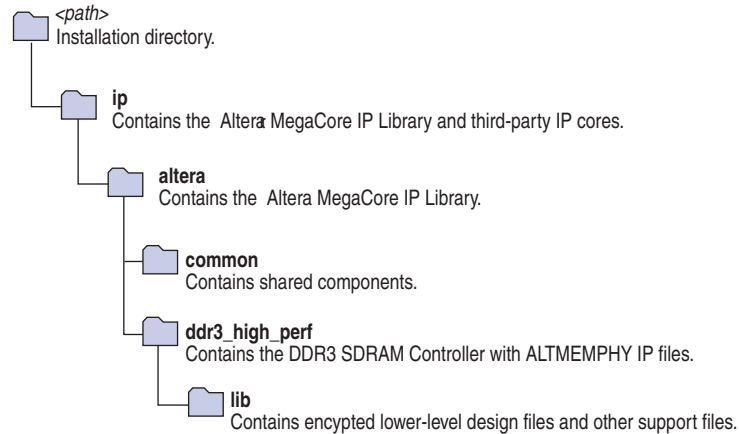 <path>
Installation directory.
ip
Contains the Altera MegaCore IP Library and third-party IP cores.
altera
Contains the Altera MegaCore IP Library.
common
Contains shared components.
ddr3_high_perf
Contains the DDR3 SDRAM Controller with ALTMEMPHY IP files.
lib
Contains encypted lower-level design files and other support files.